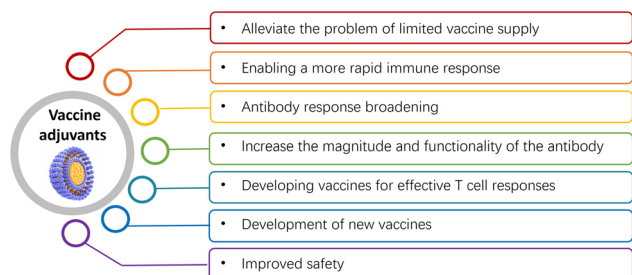 Vaccine
adjuvants
• Alleviate the problem of limited vaccine supply
• Enabling a more rapid immune response
• Antibody response broadening
• Increase the magnitude and functionality of the antibody
• Developing vaccines for effective T cell responses
• Development of new vaccines
• Improved safety